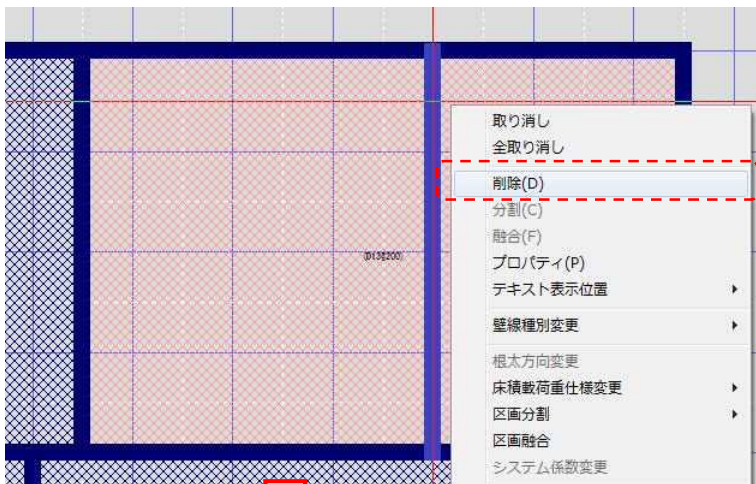 取り消し
全取り消し
削除(D)
分割(C)
融合(F)
プロパティ(P)
テキスト表示位置
壁線種別変更
根太方向変更
床積載荷重仕様変更
区画分割
区画融合
システム係数変更